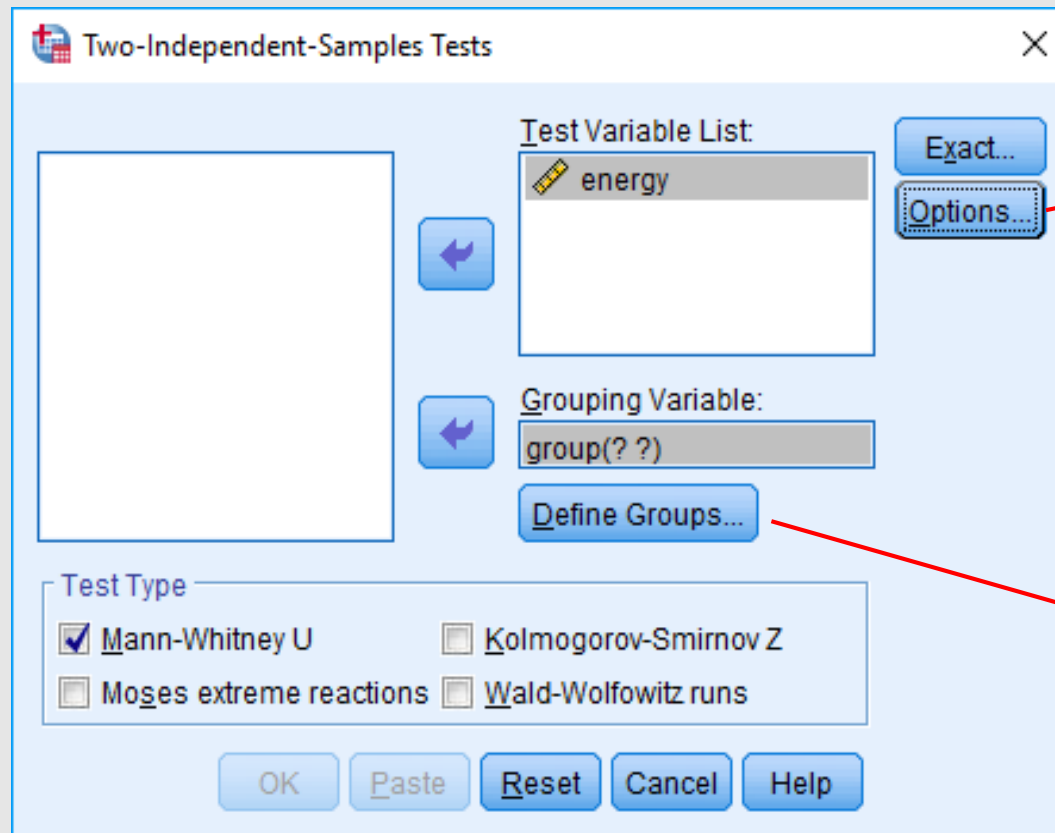 Two-Independent-Samples Tests
Test Variable List:
energy
Exact...
Options...
Grouping Variable:
group(? ?)
Define Groups...
Test Type
Mann-Whitney U
Kolmogorov-Smirnov Z
Moses extreme reactions
Wald-Wolfowitz runs
OK
Paste
Reset
Cancel
Help